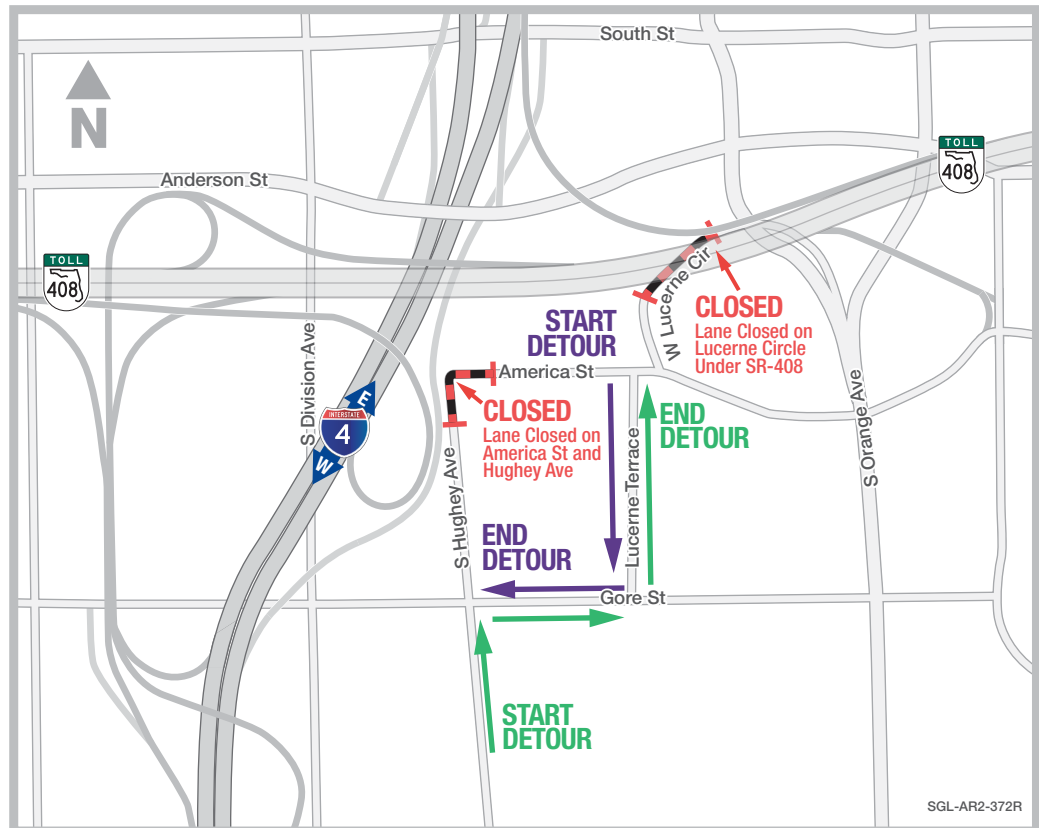 South St
N
TOLL
408
Anderson St
TOLL
408
W Lucerne Cir
CLOSED
Lane Closed on
Lucerne Circle
Under SR-408
START
DETOUR
America St
S Division Ave
E
INTERSTATE
4
W
CLOSED
Lane Closed on
America St and
Hughey Ave
END
DETOUR
S Orange Ave
Lucerne Terrace
S Hughey Ave
END
DETOUR
Gore St
START
DETOUR
SGL-AR2-372R